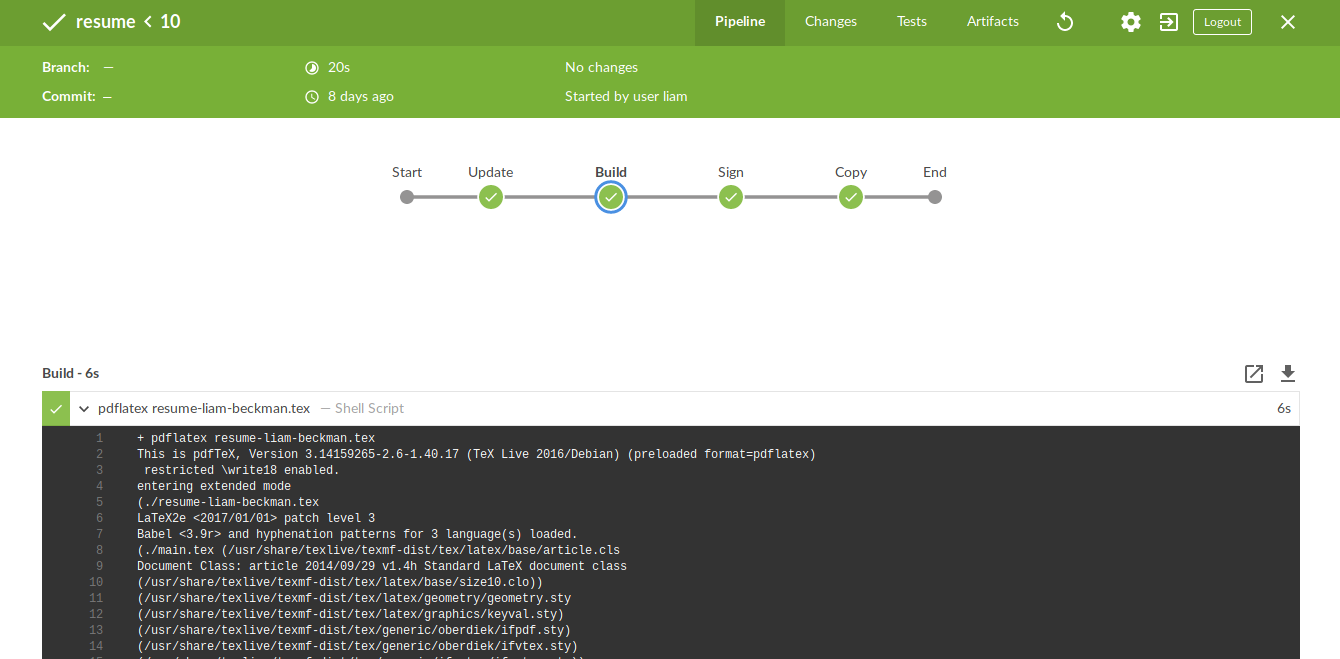 resume < 10
Pipeline Changes Tests Artifacts Logout
Branch: — 20s No changes
Commit: — 8 days ago Started by user liam
Start Update Build Sign Copy End
Build - 6s
pdflatex resume-liam-beckman.tex — Shell Script 6s
1 + pdflatex resume-liam-beckman.tex
2 This is pdfTeX, Version 3.14159265-2.6-1.40.17 (TeX Live 2016/Debian) (preloaded format=pdflatex)
3 restricted \write18 enabled.
4 entering extended mode
5 (./resume-liam-beckman.tex
6 LaTeX2e <2017/01/01> patch level 3
7 Babel <3.9r> and hyphenation patterns for 3 language(s) loaded.
8 (./main.tex (/usr/share/texlive/texmf-dist/tex/latex/base/article.cls
9 Document Class: article 2014/09/29 v1.4h Standard LaTeX document class
10 (/usr/share/texlive/texmf-dist/tex/latex/base/size10.clo))
11 (/usr/share/texlive/texmf-dist/tex/latex/geometry/geometry.sty
12 (/usr/share/texlive/texmf-dist/tex/latex/graphics/keyval.sty)
13 (/usr/share/texlive/texmf-dist/tex/generic/oberdiek/ifpdf.sty)
14 (/usr/share/texlive/texmf-dist/tex/generic/oberdiek/ifvtex.sty)